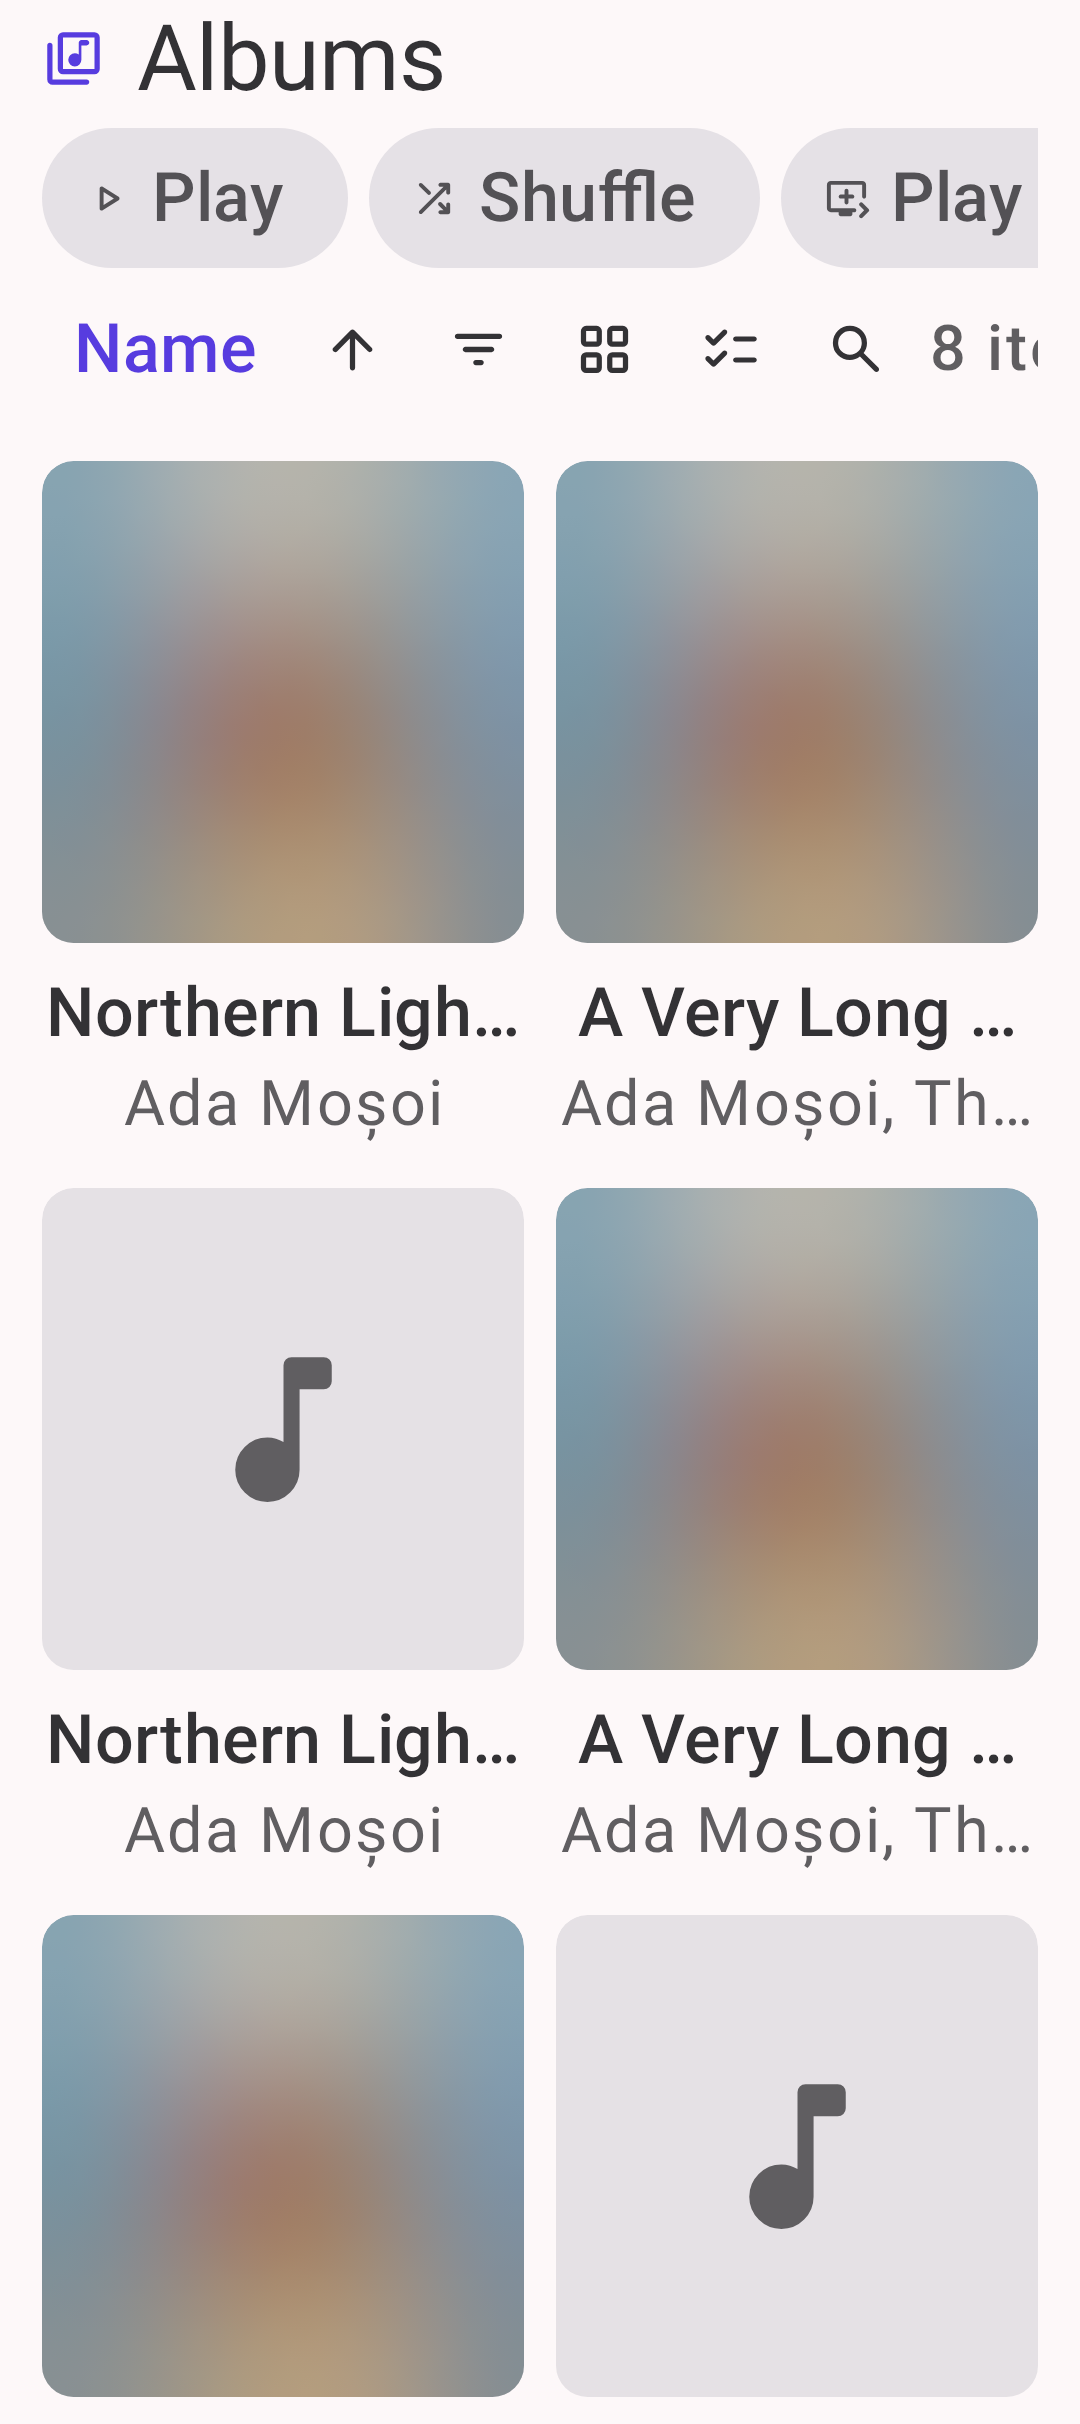 Albums
Play Shuffle Play
Name 8 ite
Northern Ligh... A Very Long ...
Ada Moșoi Ada Moșoi, Th...
Northern Ligh... A Very Long ...
Ada Moșoi Ada Moșoi, Th...